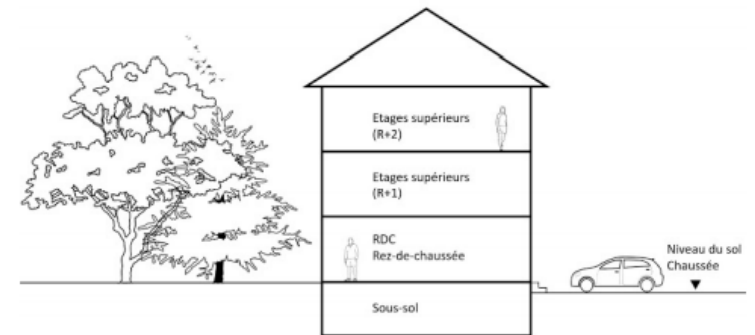 Etages supérieurs
(R+2)
Etages supérieurs
(R+1)
RDC
Rez-de-chaussée
Niveau du sol
Chaussée
Sous-sol